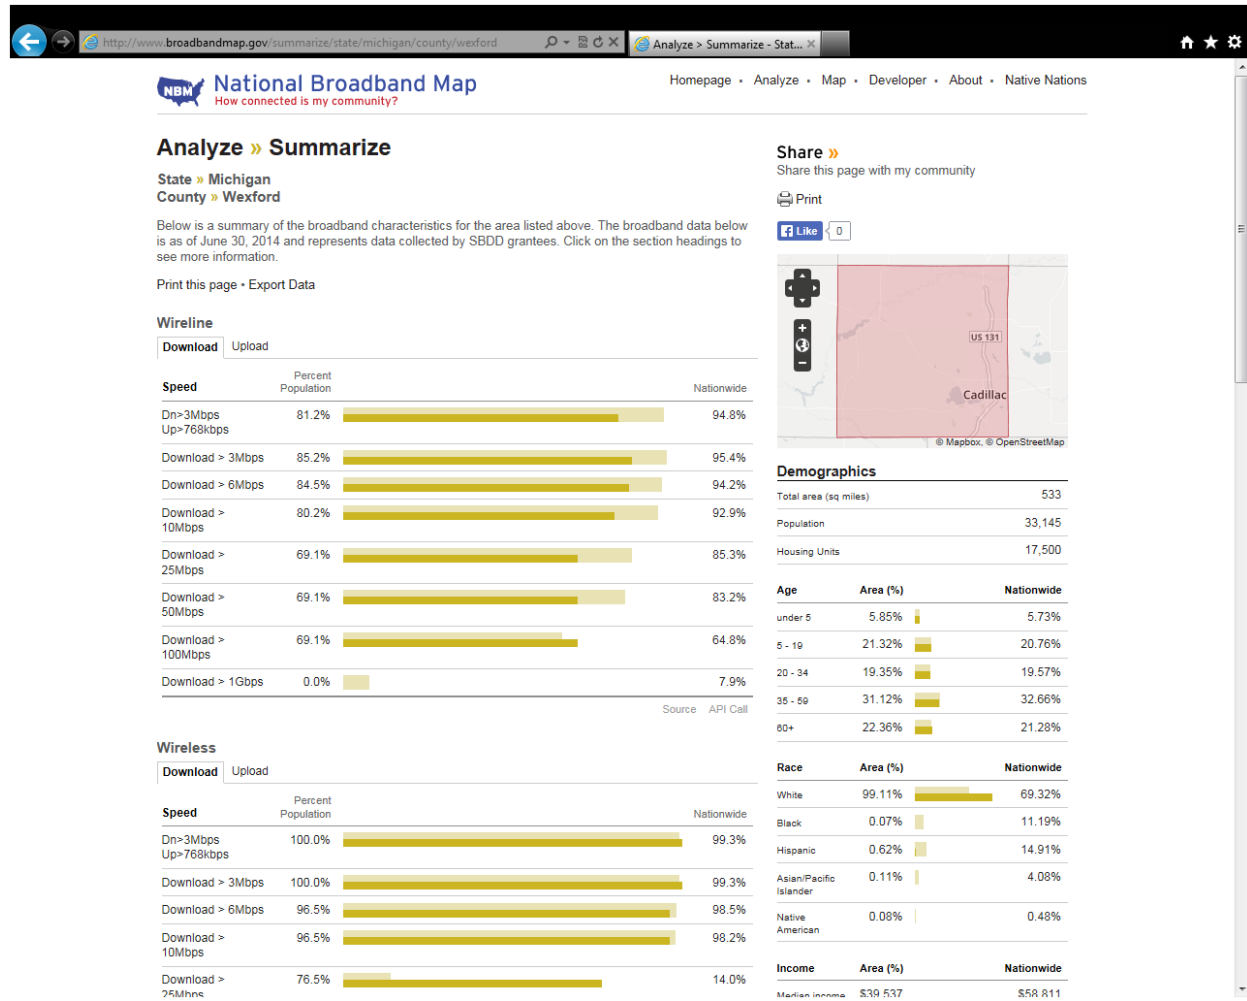 http://www.broadbandmap.gov/summarize/state/michigan/county/wexford
Analyze > Summarize - Stat...
NBM
National Broadband Map
How connected is my community?
Homepage • Analyze • Map • Developer • About • Native Nations
Analyze » Summarize
State » Michigan
County » Wexford
Below is a summary of the broadband characteristics for the area listed above. The broadband data below
is as of June 30, 2014 and represents data collected by SBDD grantees. Click on the section headings to
see more information.
Print this page • Export Data
Wireline
Download Upload
Speed Percent Population Nationwide
Dn>3Mbps Up>768kbps 81.2% 94.8%
Download > 3Mbps 85.2% 95.4%
Download > 6Mbps 84.5% 94.2%
Download > 10Mbps 80.2% 92.9%
Download > 25Mbps 69.1% 85.3%
Download > 50Mbps 69.1% 83.2%
Download > 100Mbps 69.1% 64.8%
Download > 1Gbps 0.0% 7.9%
Source API Call
Wireless
Download Upload
Speed Percent Population Nationwide
Dn>3Mbps Up>768kbps 100.0% 99.3%
Download > 3Mbps 100.0% 99.3%
Download > 6Mbps 96.5% 98.5%
Download > 10Mbps 96.5% 98.2%
Download > 25Mbps 76.5% 14.0%
Share »
Share this page with my community
Print
Like 0
US 131
Cadillac
© Mapbox, © OpenStreetMap
Demographics
Total area (sq miles) 533
Population 33,145
Housing Units 17,500
Age Area (%) Nationwide
under 5 5.85% 5.73%
5 - 19 21.32% 20.76%
20 - 34 19.35% 19.57%
35 - 59 31.12% 32.66%
60+ 22.36% 21.28%
Race Area (%) Nationwide
White 99.11% 69.32%
Black 0.07% 11.19%
Hispanic 0.62% 14.91%
Asian/Pacific Islander 0.11% 4.08%
Native American 0.08% 0.48%
Income Area (%) Nationwide
Median income $39,537 $58,811